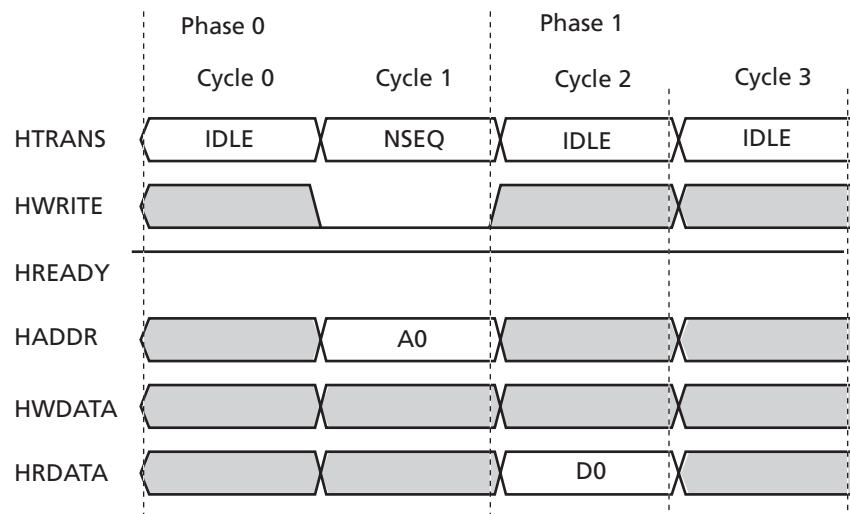 Phase 0 Phase 1
Cycle 0 Cycle 1 Cycle 2 Cycle 3
HTRANS IDLE NSEQ IDLE IDLE
HWRITE
HREADY
HADDR A0
HWDATA
HRDATA D0